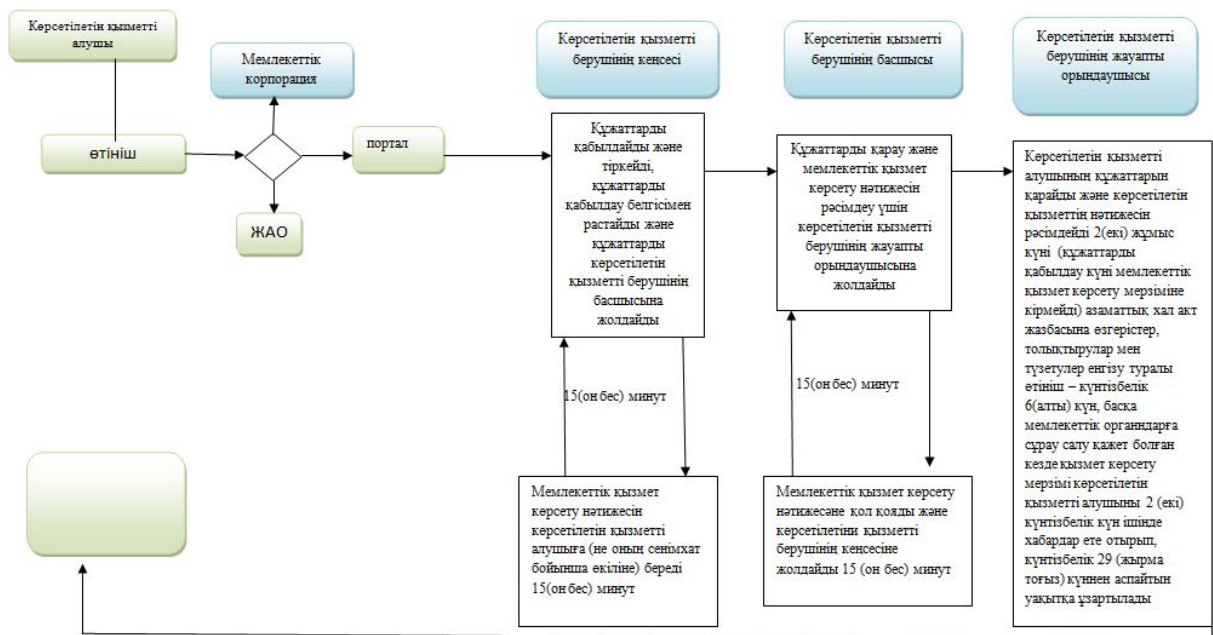 Көрсетілетін қызметті
алушы
Мемлекеттік
корпорация
Көрсетілетін қызметті
берушінің кеңсесі
Көрсетілетін қызметті
берушінің басшысы
Көрсетілетін қызметті
берушінің жауапты
орындаушысы
өтініш
портал
ЖАО
Құжаттарды
қабылдайды және
тіркейді,
құжаттарды
қабылдау белгісімен
растайды және
құжаттарды
көрсетілетін
қызметті берушінің
басшысына
жолдайды
Құжаттарды қарау және
мемлекеттік қызмет
көрсету нәтижесін
рәсімдеу үшін
көрсетілетін қызметті
берушінің жауапты
орындаушысына
жолдайды
Көрсетілетін қызметті
алушының құжаттарын
қарайды және көрсетілетін
қызметтің нәтижесін
рәсімдейді 2(екі) жұмыс
күні (құжаттарды
қабылдау күні мемлекеттік
қызмет көрсету мерзіміне
кірмейді) азаматтық хал акт
жазбасына өзгерістер,
толықтырулар мен
түзетулер енгізу туралы
өтініш – күнтізбелік
6(алты) күн, басқа
мемлекеттік органндарға
сұрау салу қажет болған
кезде қызмет көрсету
мерзімі көрсетілетін
қызметті алушыны 2 (екі)
күнтізбелік күн ішінде
хабардар ете отырып,
күнтізбелік 29 (жырма
тоғыз) күннен аспайтын
уақытқа ұзартылады
15(он бес) минут
15(он бес) минут
Мемлекеттік қызмет
көрсету нәтижесін
көрсетілетін қызметті
алушыға (не оның сенімхат
бойынша өкіліне) береді
15(он бес) минут
Мемлекеттік қызмет көрсету
нәтижесәне қол қояды және
көрсетілетіни қызметті
берушінің кеңсесіне
жолдайды 15 (он бес) минут